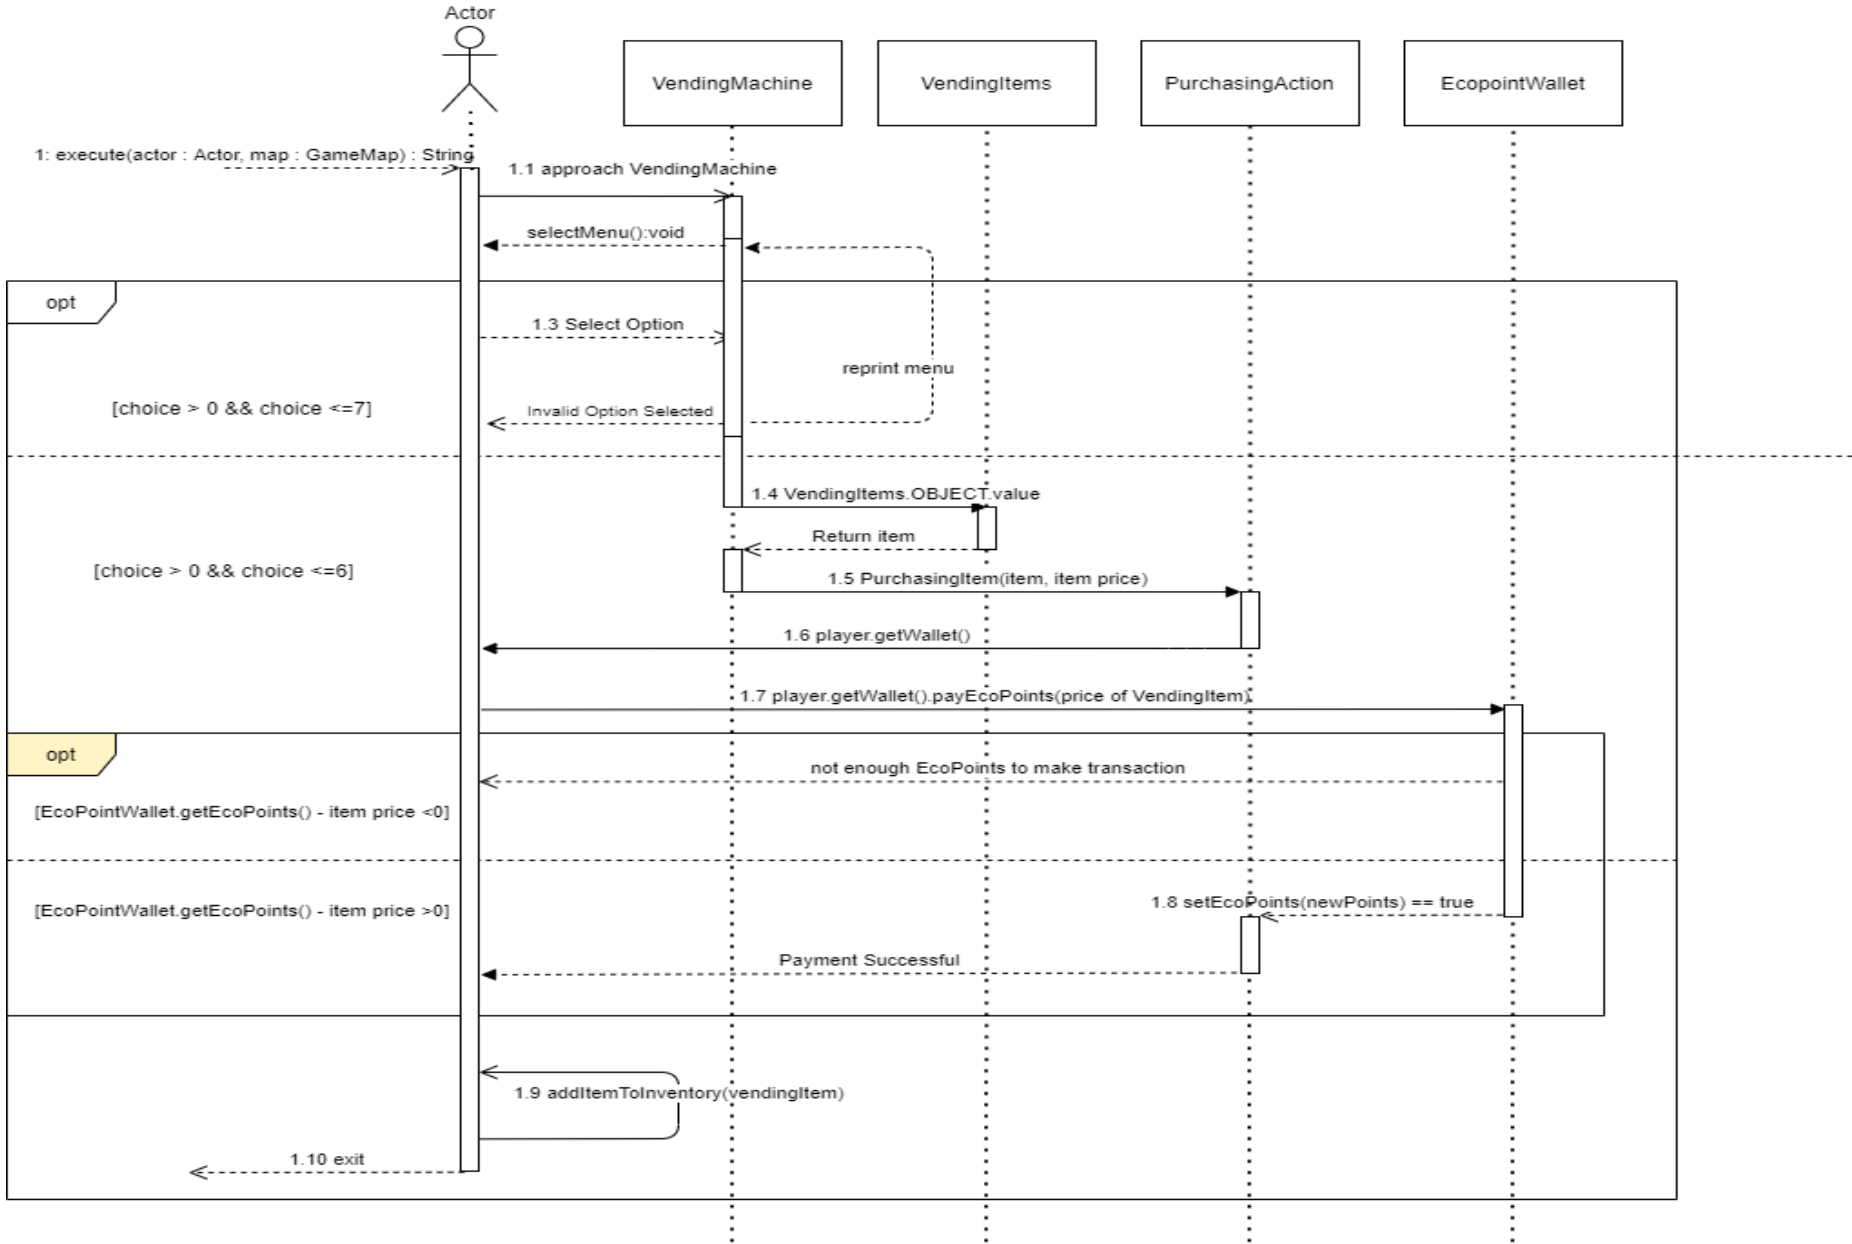 Actor
VendingMachine
VendingItems
PurchasingAction
EcopointWallet
1: execute(actor : Actor, map : GameMap) : String
1.1 approach VendingMachine
selectMenu():void
opt
1.3 Select Option
reprint menu
[choice > 0 && choice <=7]
Invalid Option Selected
1.4 VendingItems.OBJECT.value
Return item
[choice > 0 && choice <=6]
1.5 PurchasingItem(item, item price)
1.6 player.getWallet()
1.7 player.getWallet().payEcoPoints(price of VendingItem)
opt
not enough EcoPoints to make transaction
[EcoPointWallet.getEcoPoints() - item price <0]
1.8 setEcoPoints(newPoints) == true
[EcoPointWallet.getEcoPoints() - item price >0]
Payment Successful
1.9 addItemToInventory(vendingItem)
1.10 exit